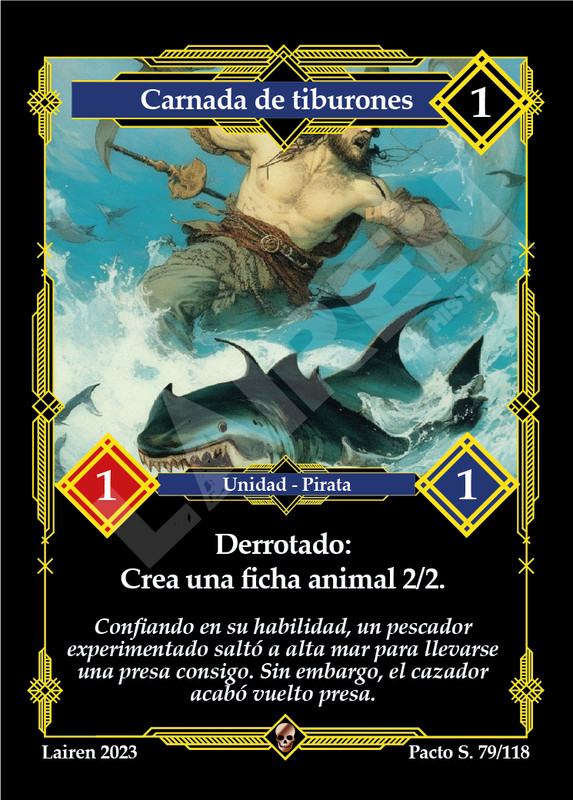 Carnada de tiburones
1
LAIREN
HISTORIA
1
Unidad - Pirata
1
Derrotado:
Crea una ficha animal 2/2.
Confiando en su habilidad, un pescador
experimentado saltó a alta mar para llevarse
una presa consigo. Sin embargo, el cazador
acabó vuelto presa.
Lairen 2023
Pacto S. 79/118